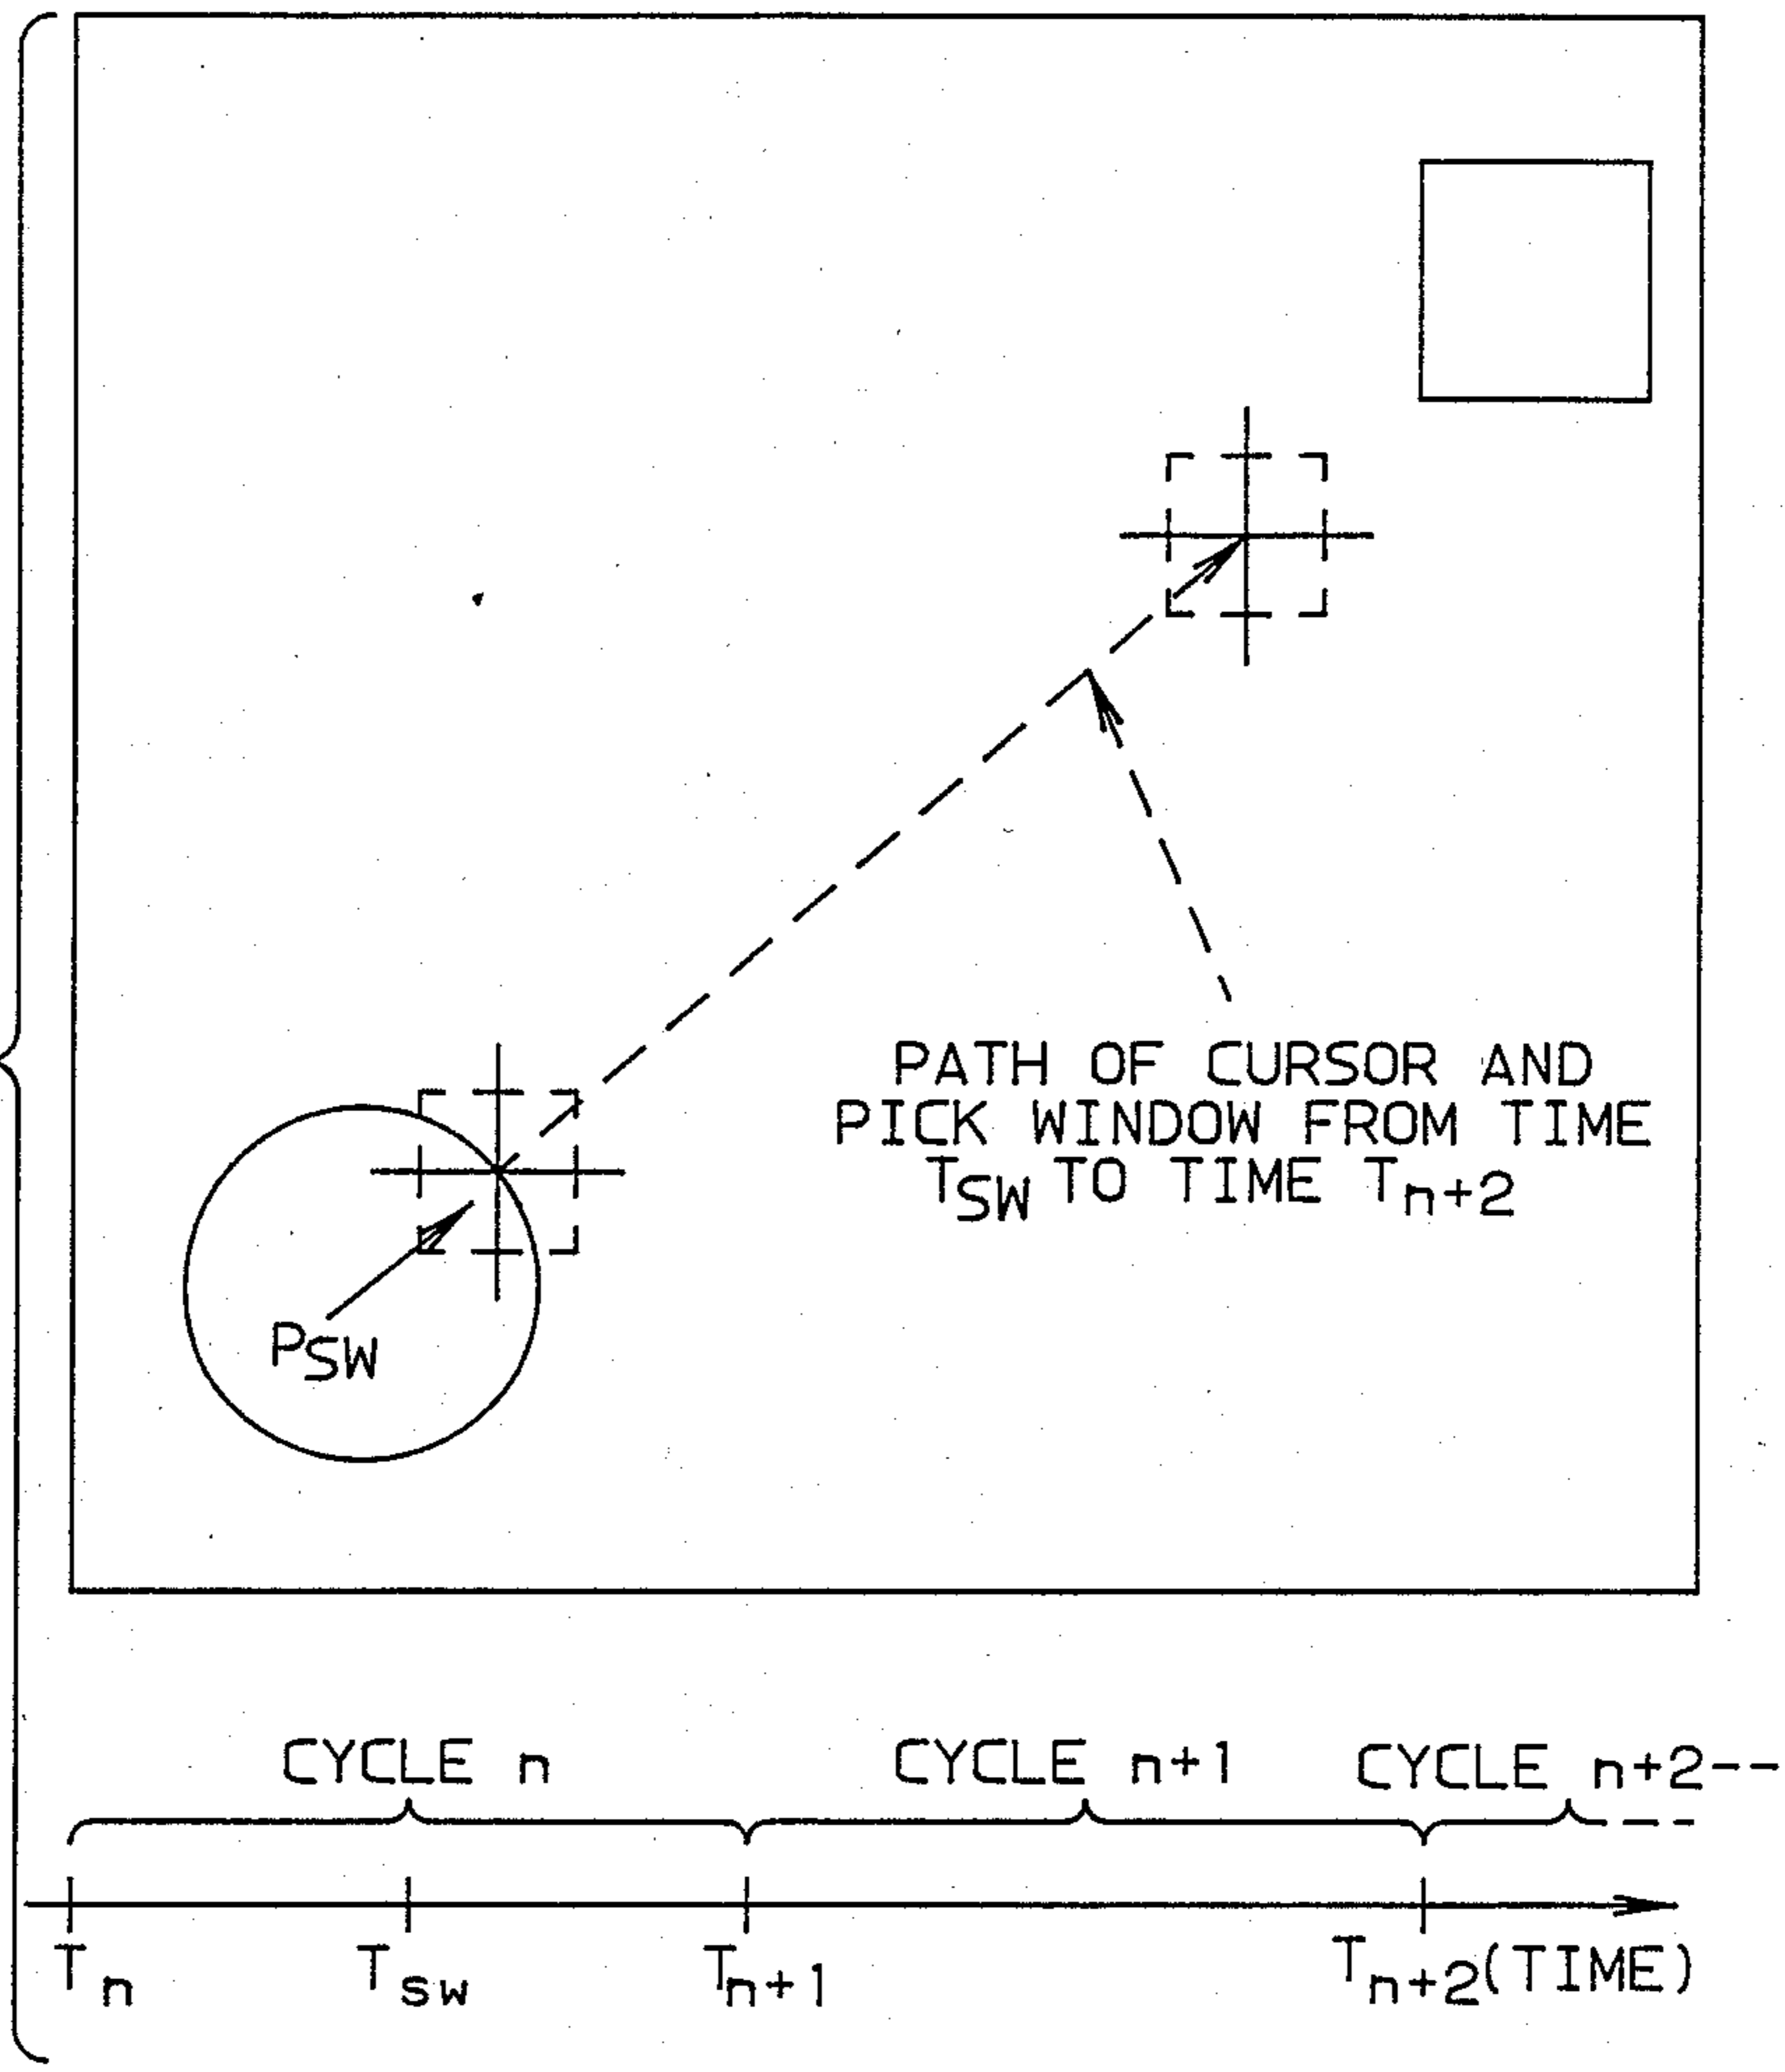 PATH OF CURSOR AND
PICK WINDOW FROM TIME
TSW TO TIME Tn+2
PSW
CYCLE n CYCLE n+1 CYCLE n+2--
Tn Tsw Tn+1 Tn+2(TIME)